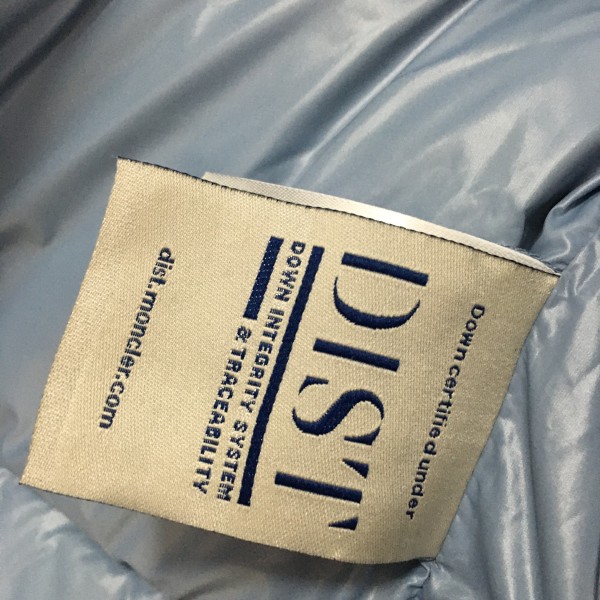 Down certified under
DIST
DOWN INTEGRITY SYSTEM
& TRACEABILITY
dist.moncler.com